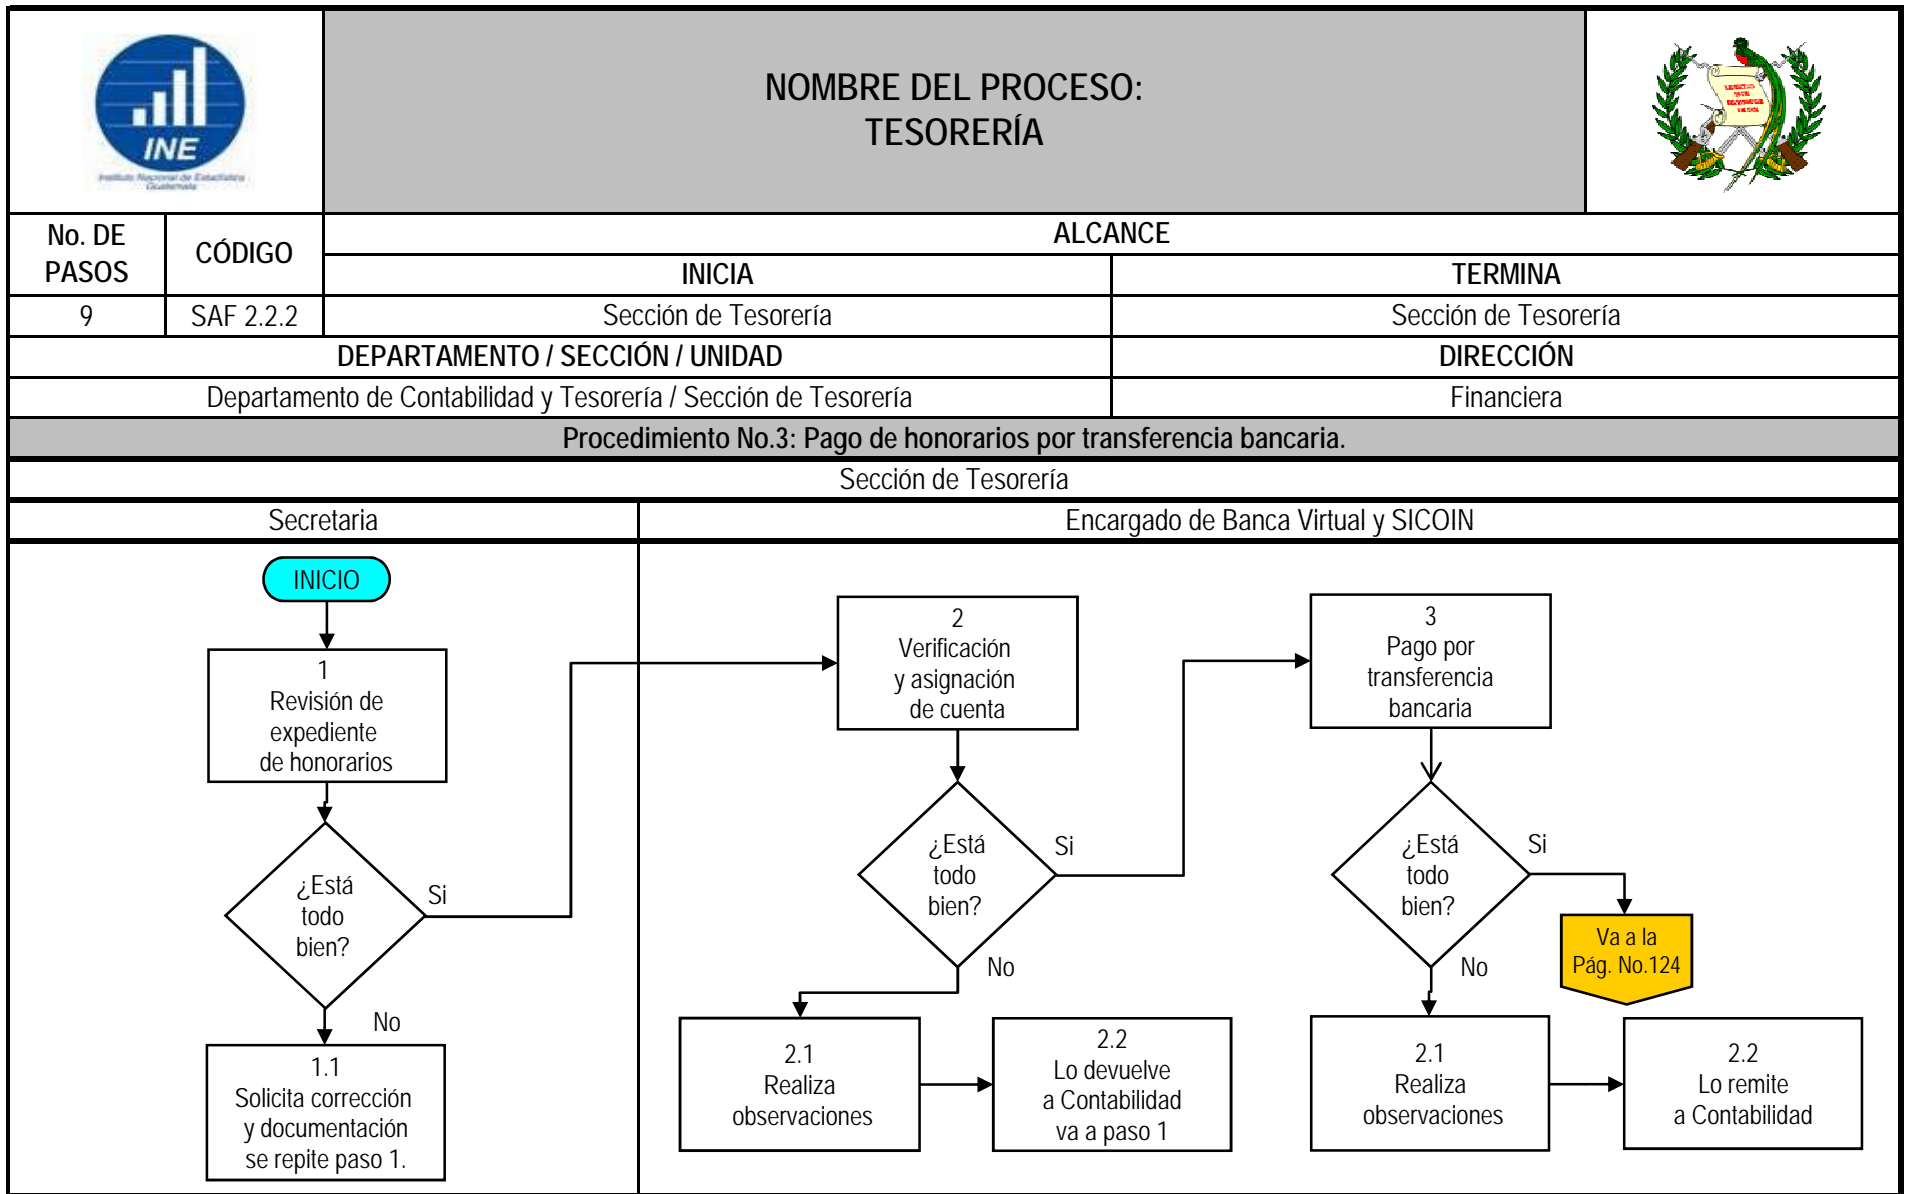 INE
Instituto Nacional de Estadística
Guatemala
NOMBRE DEL PROCESO:
TESORERÍA
No. DE
PASOS
CÓDIGO
ALCANCE
INICIA
TERMINA
9
SAF 2.2.2
Sección de Tesorería
Sección de Tesorería
DEPARTAMENTO / SECCIÓN / UNIDAD
DIRECCIÓN
Departamento de Contabilidad y Tesorería / Sección de Tesorería
Financiera
Procedimiento No.3: Pago de honorarios por transferencia bancaria.
Sección de Tesorería
Secretaria
Encargado de Banca Virtual y SICOIN
INICIO
1
Revisión de
expediente
de honorarios
¿Está
todo
bien?
Si
No
1.1
Solicita corrección
y documentación
se repite paso 1.
2
Verificación
y asignación
de cuenta
¿Está
todo
bien?
Si
No
2.1
Realiza
observaciones
2.2
Lo devuelve
a Contabilidad
va a paso 1
3
Pago por
transferencia
bancaria
¿Está
todo
bien?
Si
Va a la
Pág. No.124
No
2.1
Realiza
observaciones
2.2
Lo remite
a Contabilidad